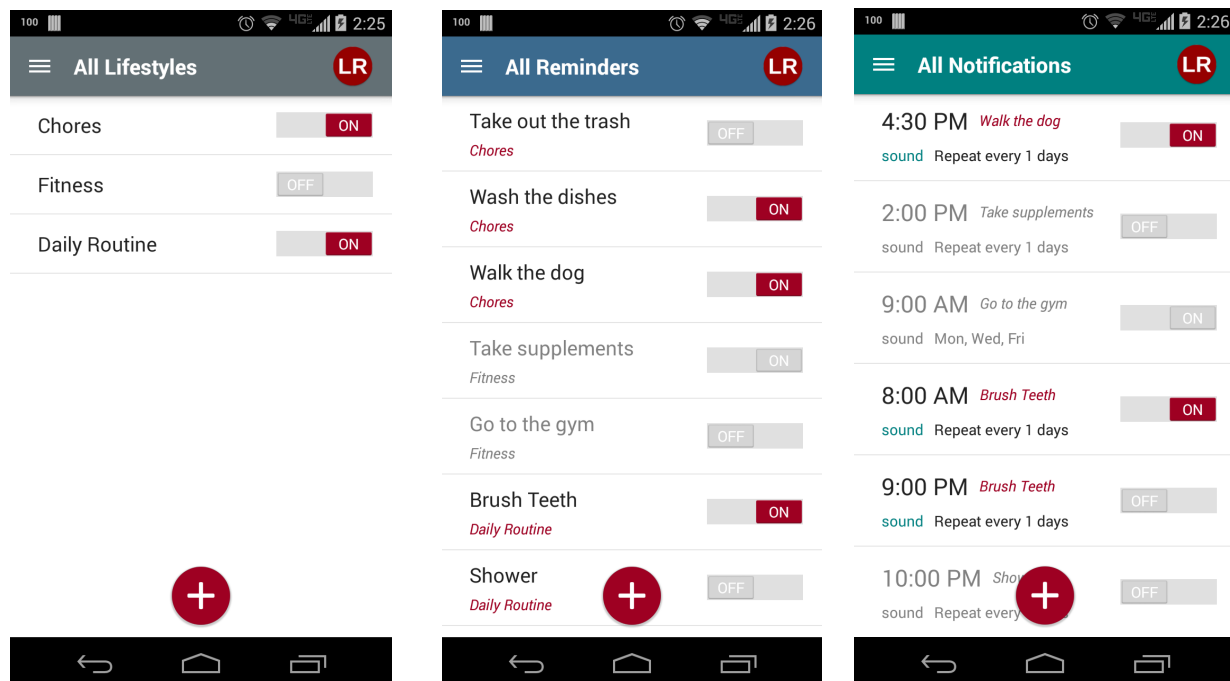 100 4G 2:25
All Lifestyles LR
Chores ON
Fitness OFF
Daily Routine ON
100 4G 2:26
All Reminders LR
Take out the trash OFF
Chores
Wash the dishes ON
Chores
Walk the dog ON
Chores
Take supplements ON
Fitness
Go to the gym OFF
Fitness
Brush Teeth ON
Daily Routine
Shower OFF
Daily Routine
100 4G 2:26
All Notifications LR
4:30 PM Walk the dog ON
sound Repeat every 1 days
2:00 PM Take supplements OFF
sound Repeat every 1 days
9:00 AM Go to the gym ON
sound Mon, Wed, Fri
8:00 AM Brush Teeth ON
sound Repeat every 1 days
9:00 PM Brush Teeth OFF
sound Repeat every 1 days
10:00 PM OFF
sound Repeat every